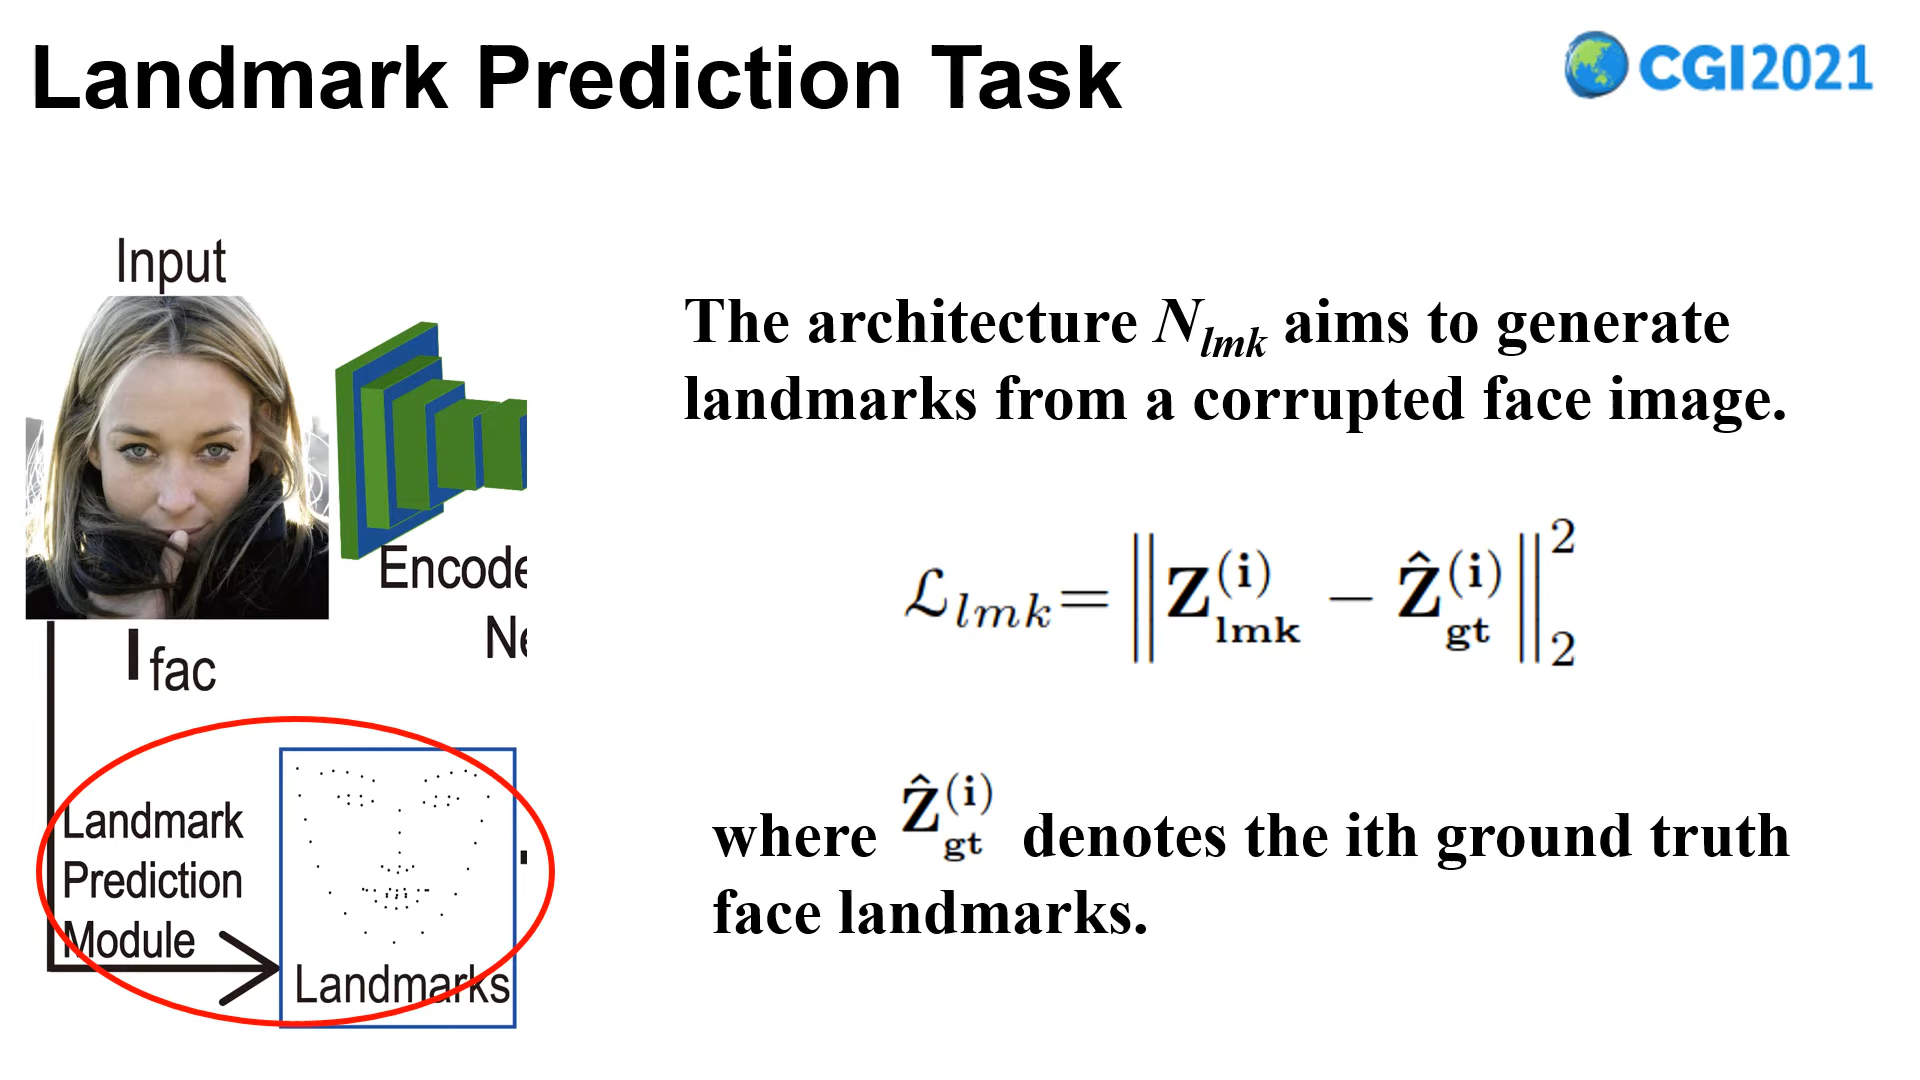 Landmark Prediction Task
CGI2021
Input
Encode
Ne
I fac
Landmark
Prediction
Module
Landmarks
The architecture N_lmk aims to generate
landmarks from a corrupted face image.
ℒ_lmk = ‖Z_lmk^(i) − Ẑ_gt^(i)‖_2^2
where Ẑ_gt^(i) denotes the ith ground truth
face landmarks.